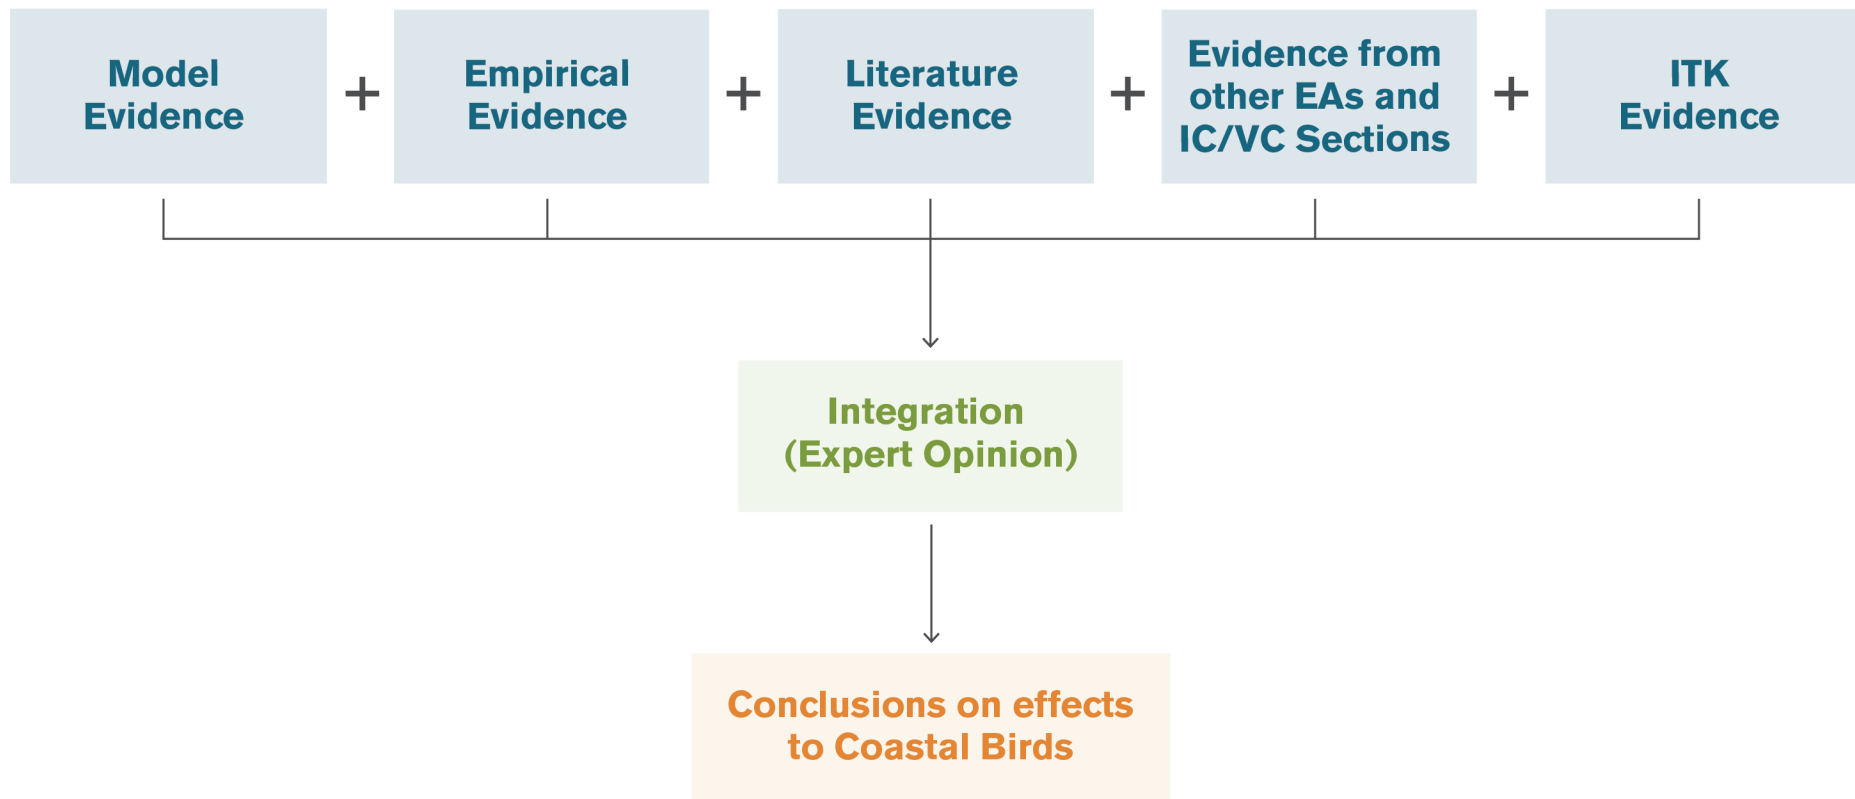 Model
Evidence
+
Empirical
Evidence
+
Literature
Evidence
+
Evidence from
other EAs and
IC/VC Sections
+
ITK
Evidence
Integration
(Expert Opinion)
Conclusions on effects
to Coastal Birds